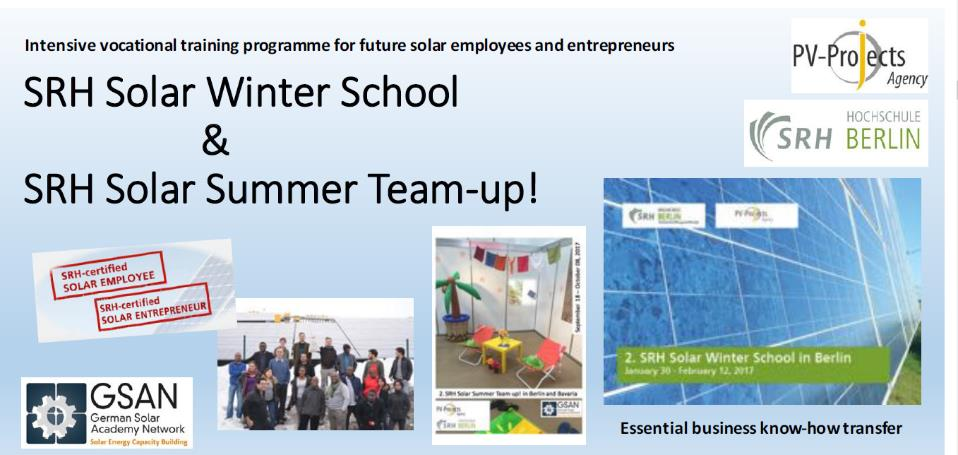 Intensive vocational training programme for future solar employees and entrepreneurs
SRH Solar Winter School
&
SRH Solar Summer Team-up!
PV-Projects
Agency
SRH HOCHSCHULE
BERLIN
SRH-certified
SOLAR EMPLOYEE
SRH-certified
SOLAR ENTREPRENEUR
GSAN
German Solar
Academy Network
Solar Energy Capacity Building
September 18 - October 08, 2017
2. SRH Solar Summer Team up! in Berlin and Bavaria
PV-Projects
GSAN
SRH BERLIN
SRH BERLIN
PV-Projects
2. SRH Solar Winter School in Berlin
January 30 - February 12, 2017
Essential business know-how transfer